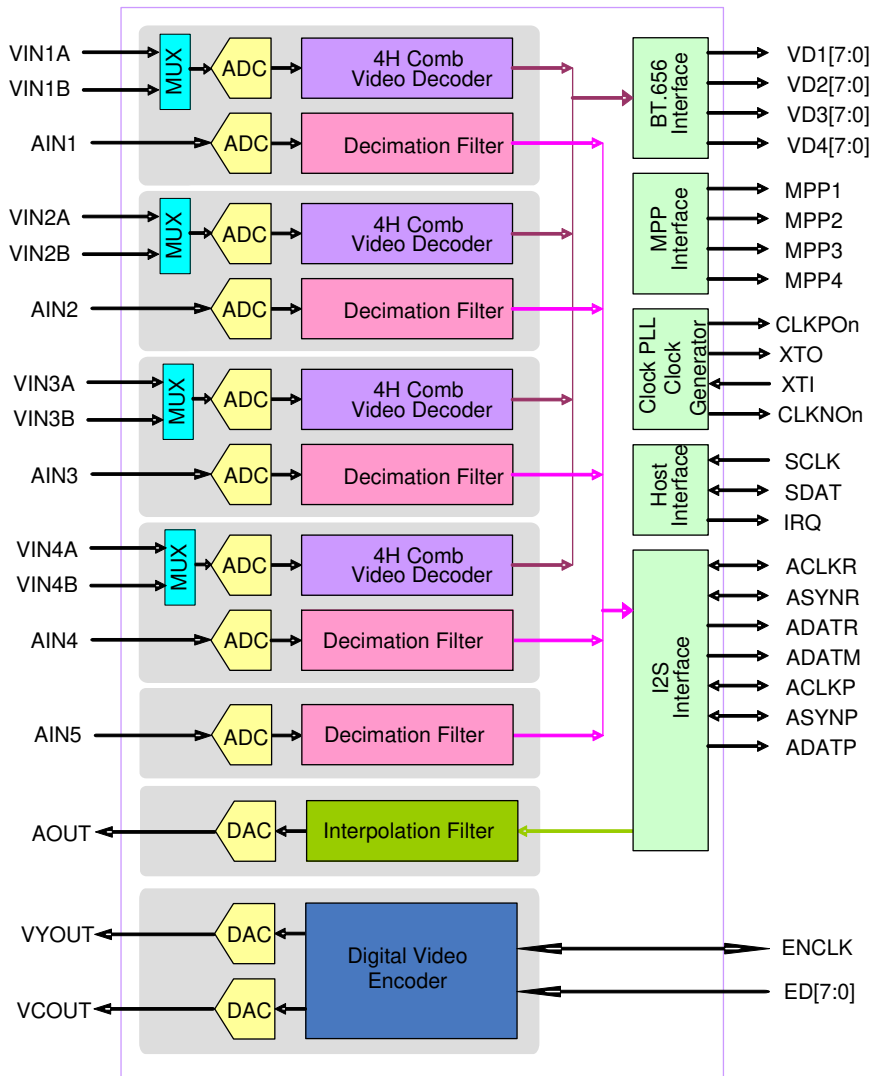 VIN1A
VIN1B
MUX
ADC
4H Comb
Video Decoder
AIN1
ADC
Decimation Filter
VIN2A
VIN2B
MUX
ADC
4H Comb
Video Decoder
AIN2
ADC
Decimation Filter
VIN3A
VIN3B
MUX
ADC
4H Comb
Video Decoder
AIN3
ADC
Decimation Filter
VIN4A
VIN4B
MUX
ADC
4H Comb
Video Decoder
AIN4
ADC
Decimation Filter
AIN5
ADC
Decimation Filter
AOUT
DAC
Interpolation Filter
VYOUT
DAC
VCOUT
DAC
Digital Video
Encoder
BT.656
Interface
VD1[7:0]
VD2[7:0]
VD3[7:0]
VD4[7:0]
MPP
Interface
MPP1
MPP2
MPP3
MPP4
Clock PLL
Clock
Generator
CLKPOn
XTO
XTI
CLKNOn
Host
Interface
SCLK
SDAT
IRQ
I2S
Interface
ACLKR
ASYNR
ADATR
ADATM
ACLKP
ASYNP
ADATP
ENCLK
ED[7:0]